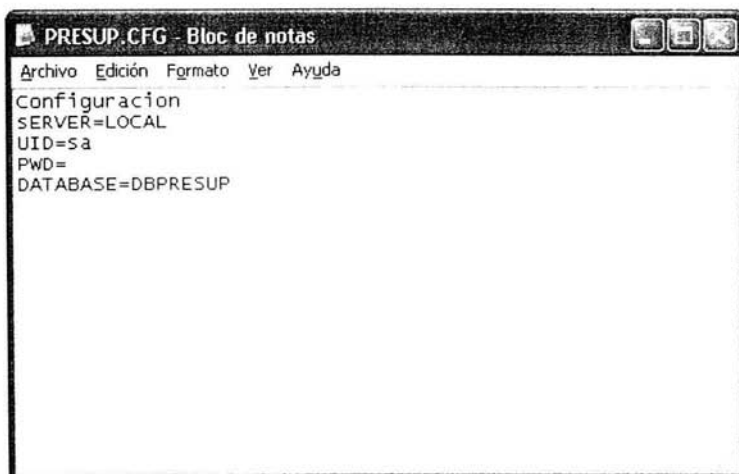 PRESUP.CFG - Bloc de notas
Archivo Edición Formato Ver Ayuda
Configuracion
SERVER=LOCAL
UID=sa
PWD=
DATABASE=DBPRESUP